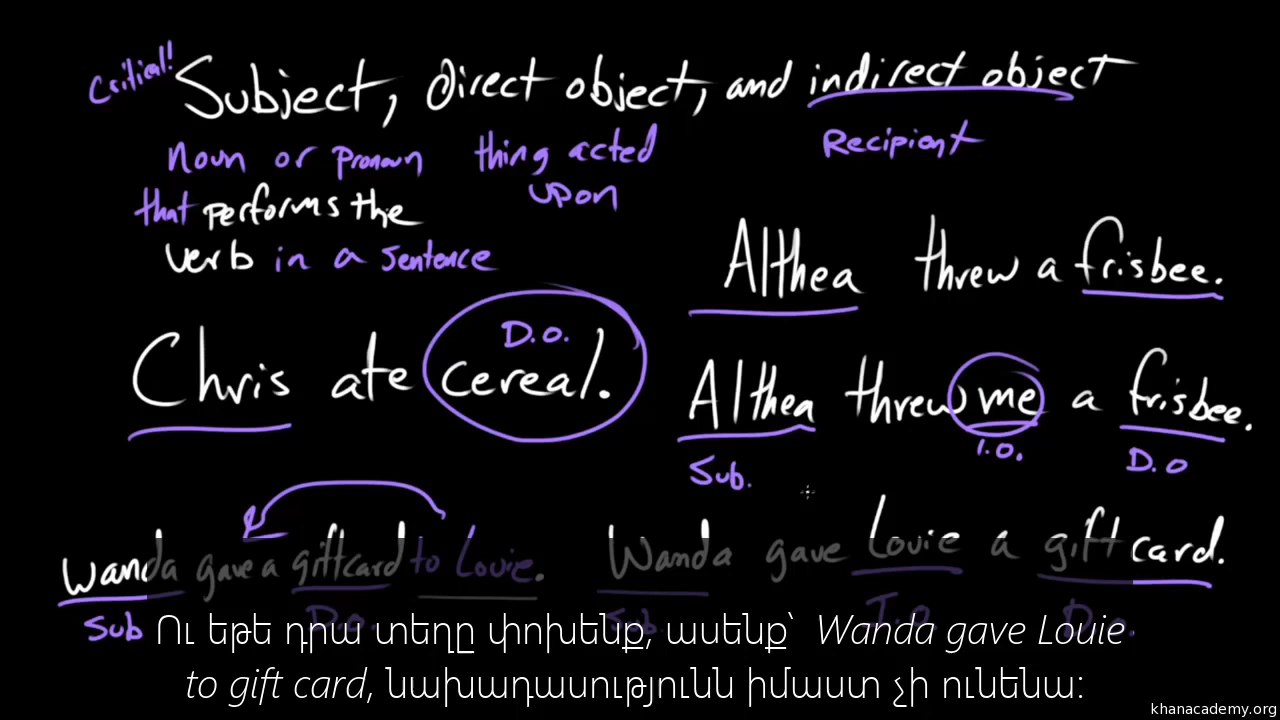 Critical!
Subject, direct object, and indirect object
noun or pronoun
that performs the
verb in a sentence
thing acted
upon
Recipient
Althea threw a frisbee.
D.O.
Chris ate cereal.
Althea threw me a frisbee.
Sub.
I.O.
D.O
Wanda gave a giftcard to Louie.
Sub
D.O.
Wanda gave Louie a gift card.
Sub.
I.O
D.O.
Ու եթե դրա տեղը փոխենք, ասենք՝ Wanda gave Louie
to gift card, նախադասությունն իմաստ չի ունենա:
khanacademy.org